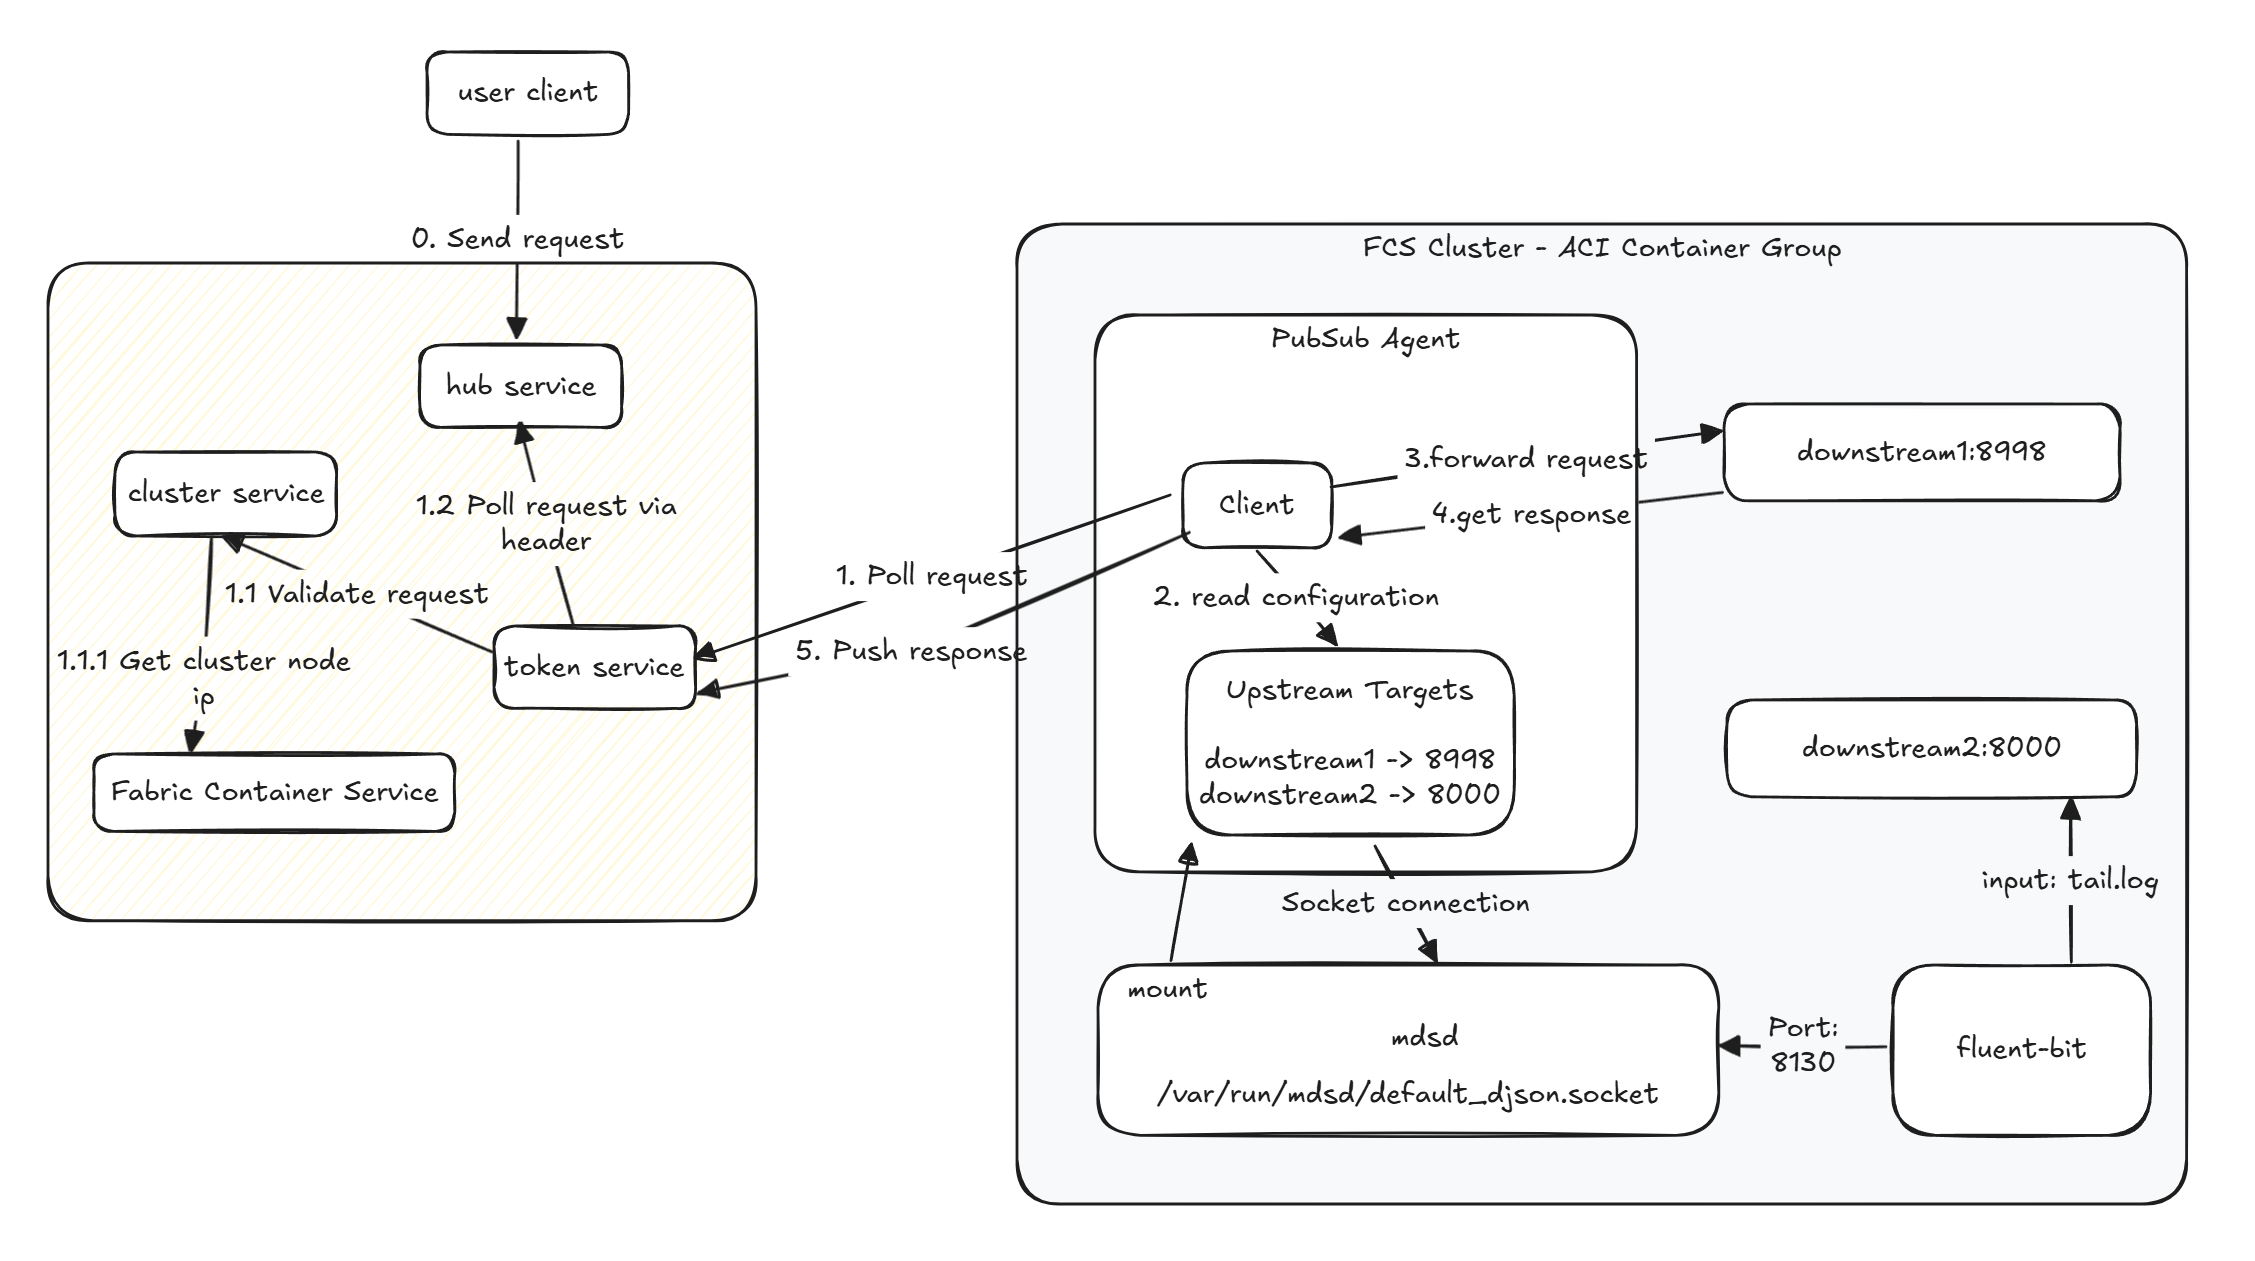 user client
0. Send request
hub service
cluster service
1.2 Poll request via
header
1.1 Validate request
token service
1.1.1 Get cluster node
ip
Fabric Container Service
1. Poll request
5. Push response
FCS Cluster - ACI Container Group
PubSub Agent
Client
3.forward request
4.get response
downstream1:8998
2. read configuration
Upstream Targets
downstream1 -> 8998
downstream2 -> 8000
downstream2:8000
Socket connection
input: tail.log
mount
mdsd
/var/run/mdsd/default_djson.socket
Port:
8130
fluent-bit